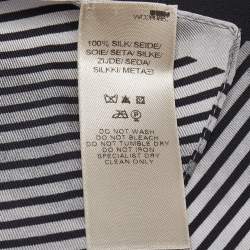 100% SILK/SEIDE/
SOIE/SETA/SILKE/
ZIJDE/SEDA/
SILKKI/ΜΕΤΑΞΙ
DO NOT WASH
DO NOT BLEACH
DO NOT TUMBLE DRY
DO NOT IRON
SPECIALIST DRY
CLEAN ONLY